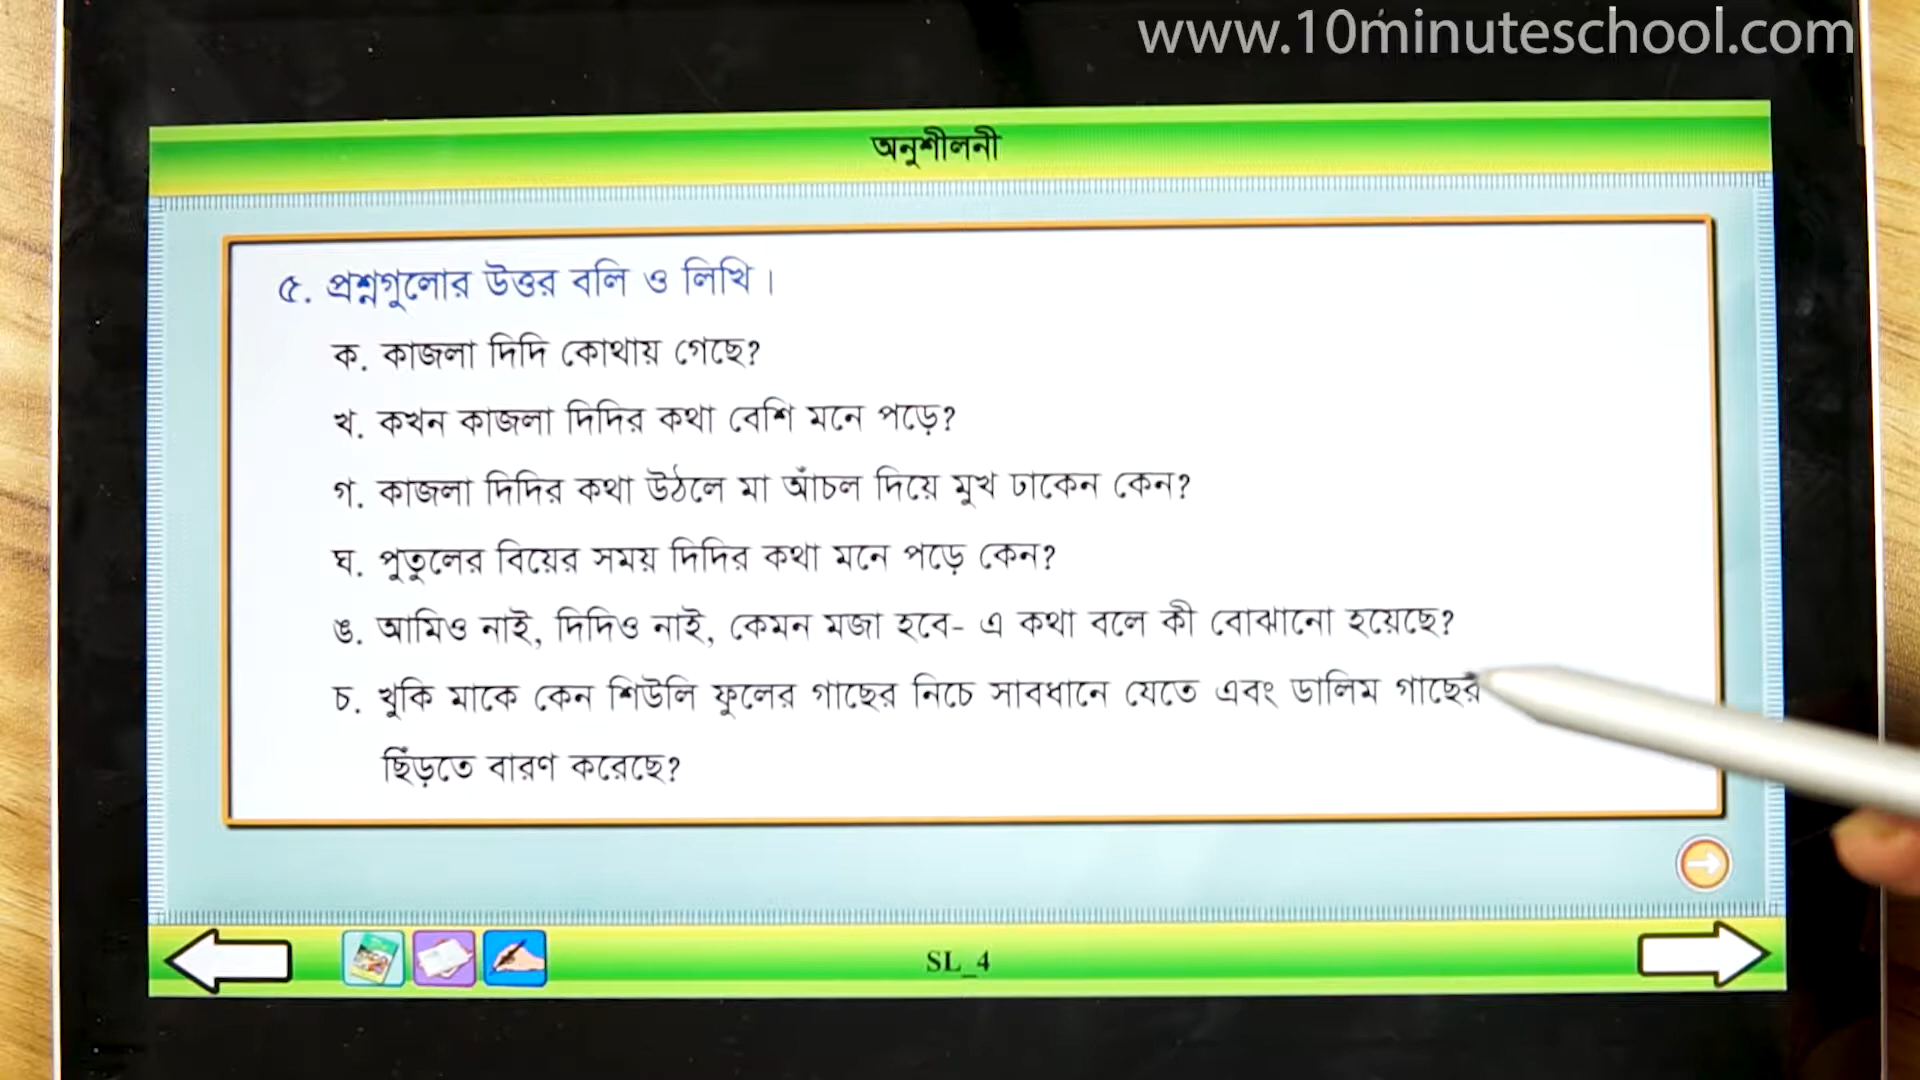 www.10minuteschool.com
অনুশীলনী
৫. প্রশ্নগুলোর উত্তর বলি ও লিখি।
ক. কাজলা দিদি কোথায় গেছে?
খ. কখন কাজলা দিদির কথা বেশি মনে পড়ে?
গ. কাজলা দিদির কথা উঠলে মা আঁচল দিয়ে মুখ ঢাকেন কেন?
ঘ. পুতুলের বিয়ের সময় দিদির কথা মনে পড়ে কেন?
ঙ. আমিও নাই, দিদিও নাই, কেমন মজা হবে- এ কথা বলে কী বোঝানো হয়েছে?
চ. খুকি মাকে কেন শিউলি ফুলের গাছের নিচে সাবধানে যেতে এবং ডালিম গাছের
ছিঁড়তে বারণ করেছে?
SL_4